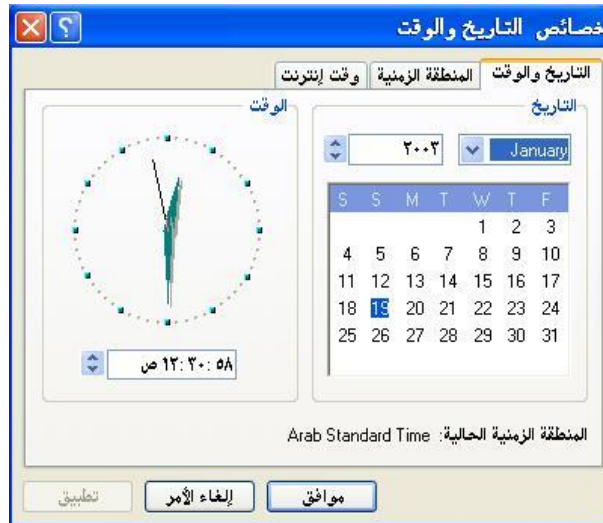 خصائص التاريخ والوقت
التاريخ والوقت المنطقة الزمنية وقت إنترنت
التاريخ
January ٢٠٠٣
S S M T W T F
1 2 3
4 5 6 7 8 9 10
11 12 13 14 15 16 17
18 19 20 21 22 23 24
25 26 27 28 29 30 31
الوقت
١٢:٣٠:٥٨ ص
المنطقة الزمنية الحالية: Arab Standard Time
موافق إلغاء الأمر تطبيق